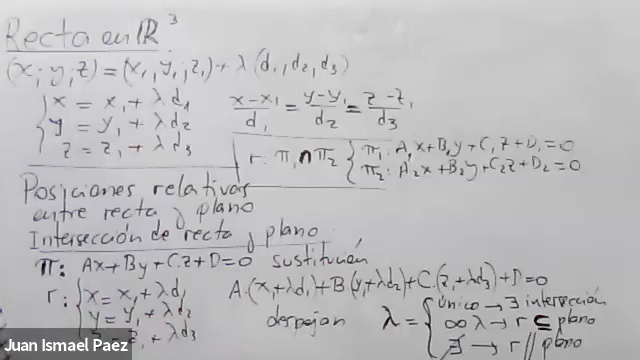 Recta en ℝ³
(x; y; z) = (x₁, y₁, z₁) + λ (d₁, d₂, d₃)
x = x₁ + λ d₁
y = y₁ + λ d₂
z = z₁ + λ d₃
x-x₁/d₁ = y-y₁/d₂ = z-z₁/d₃
r: π₁ ∩ π₂ { π₁: A₁x+B₁y+C₁z+D₁=0
π₂: A₂x+B₂y+C₂z+D₂=0
Posiciones relativas
entre recta y plano
Intersección de recta y plano
π: Ax+By+C.z+D=0 sustituyen
r: { x = x₁ + λd₁
y = y₁ + λd₂
z = z₁ + λd₃
A.(x₁+λd₁)+B.(y₁+λd₂)+C.(z₁+λd₃)+D=0
despejan
λ = { único → ∃ intersección
∞ λ → r ⊆ plano
∄ → r // plano
Juan Ismael Paez